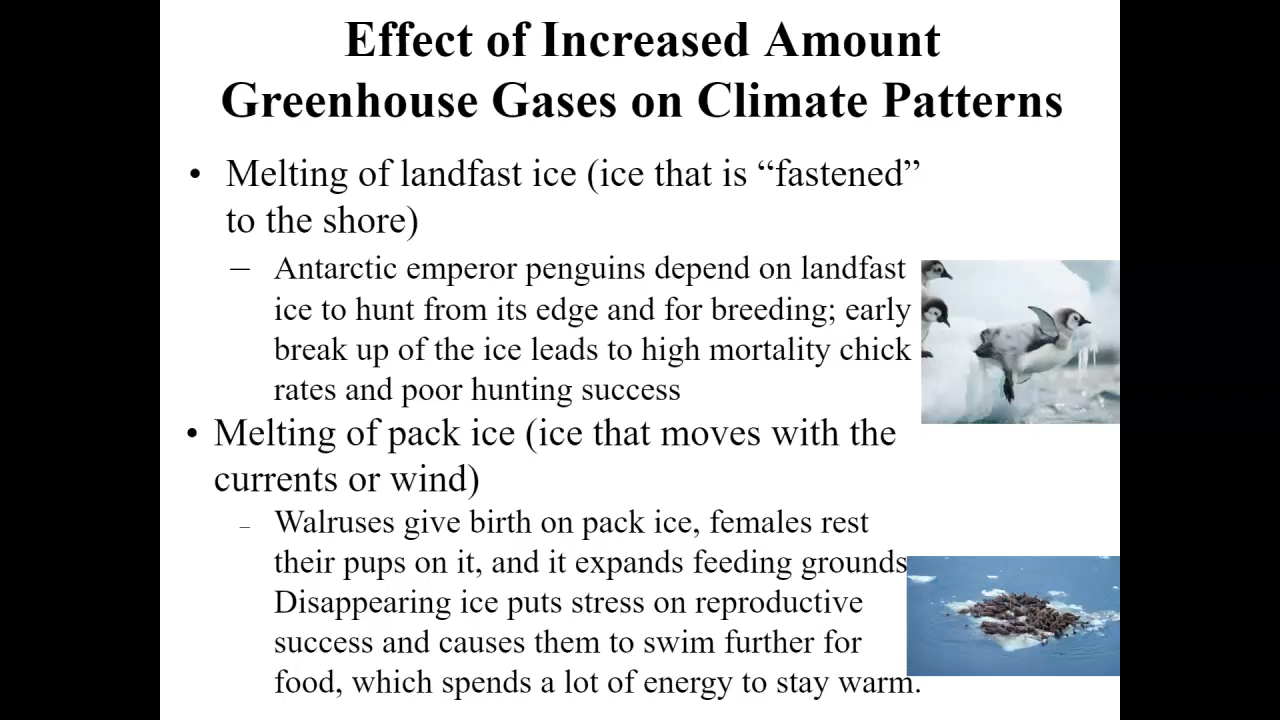 Effect of Increased Amount
Greenhouse Gases on Climate Patterns
• Melting of landfast ice (ice that is “fastened”
to the shore)
– Antarctic emperor penguins depend on landfast
ice to hunt from its edge and for breeding; early
break up of the ice leads to high mortality chick
rates and poor hunting success
• Melting of pack ice (ice that moves with the
currents or wind)
– Walruses give birth on pack ice, females rest
their pups on it, and it expands feeding grounds
Disappearing ice puts stress on reproductive
success and causes them to swim further for
food, which spends a lot of energy to stay warm.